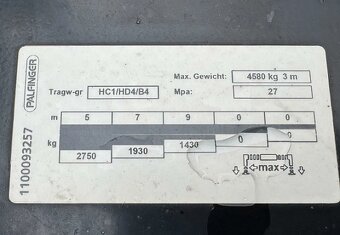 PALFINGER
1100093257
Max. Gewicht: 4580 kg 3 m
Tragw-gr HC1/HD4/B4 Mpa: 27
m 5 7 9 0 0
kg 2750 1930 1430 0 0
max